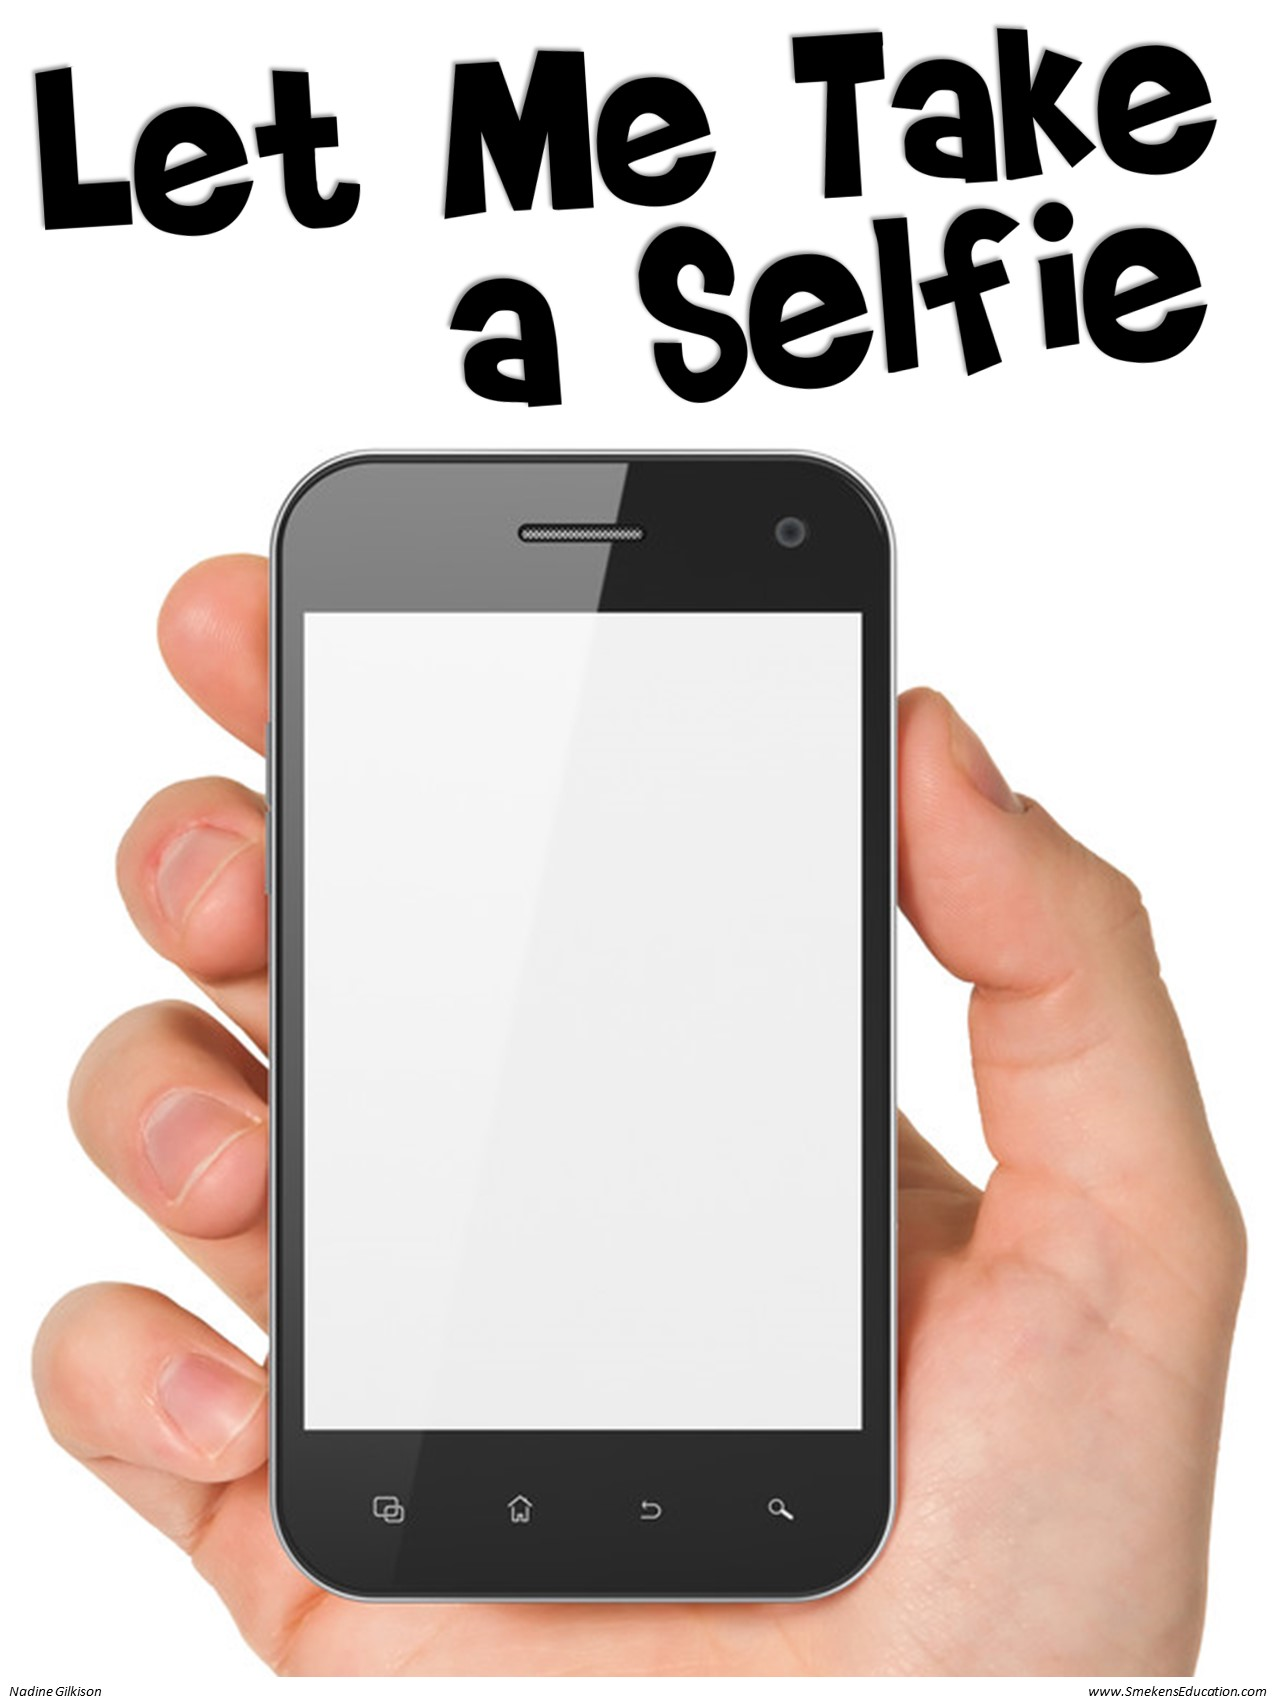 Let Me Take
a Selfie
Nadine Gilkison
www.SmekensEducation.com